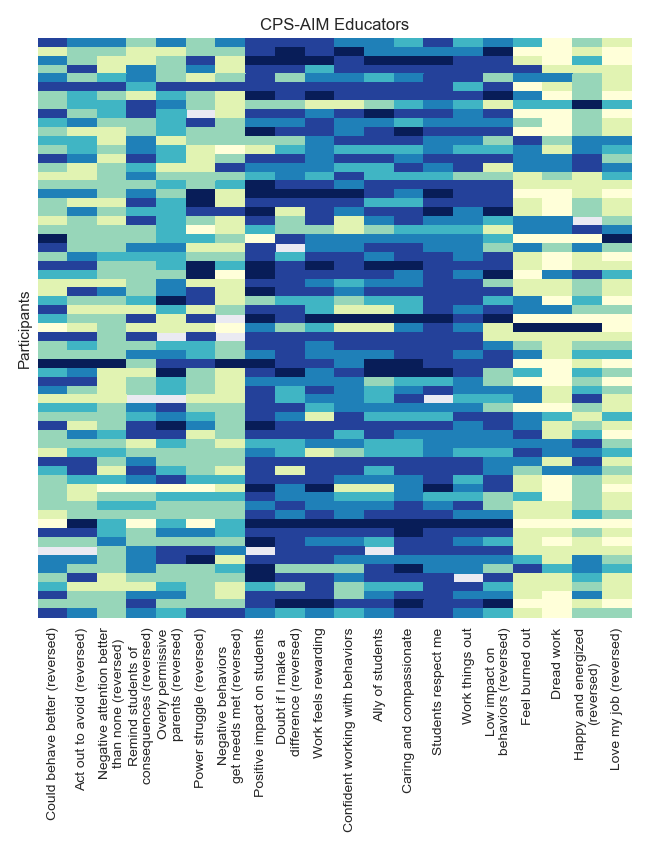 CPS-AIM Educators
Participants
Could behave better (reversed)
Act out to avoid (reversed)
Negative attention better
than none (reversed)
Remind students of
consequences (reversed)
Overly permissive
parents (reversed)
Power struggle (reversed)
Negative behaviors
get needs met (reversed)
Positive impact on students
Doubt if I make a
difference (reversed)
Work feels rewarding
Confident working with behaviors
Ally of students
Caring and compassionate
Students respect me
Work things out
Low impact on
behaviors (reversed)
Feel burned out
Dread work
Happy and energized
(reversed)
Love my job (reversed)